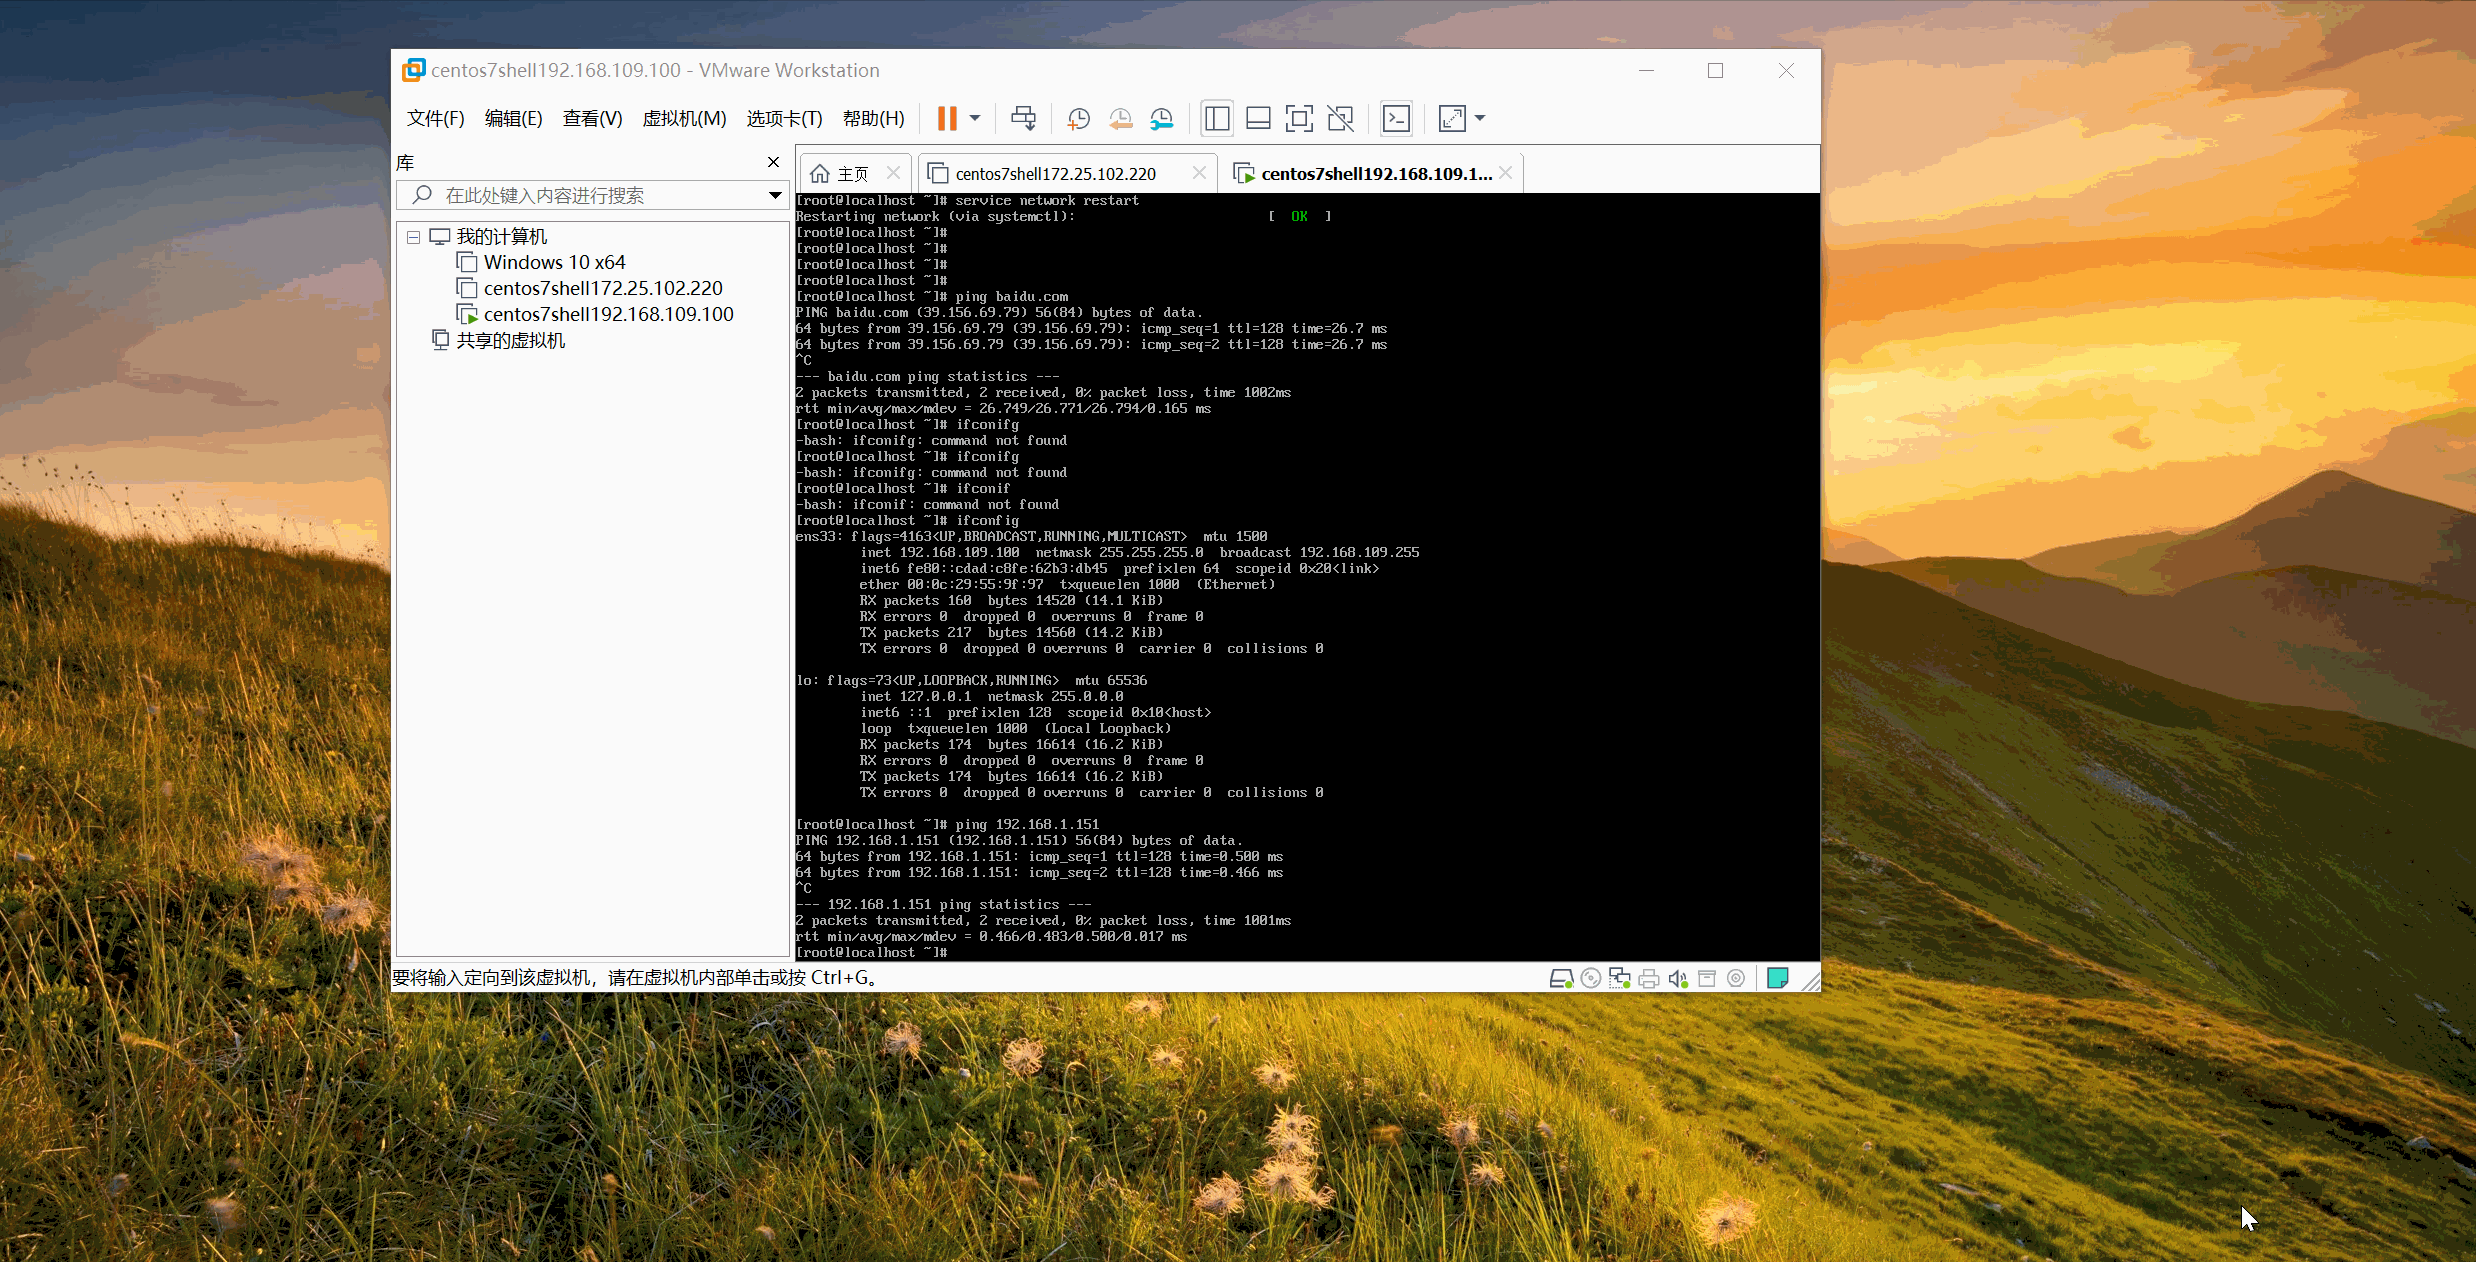 centos7shell192.168.109.100 - VMware Workstation
文件(F) 编辑(E) 查看(V) 虚拟机(M) 选项卡(T) 帮助(H)
库
在此处键入内容进行搜索
我的计算机
Windows 10 x64
centos7shell172.25.102.220
centos7shell192.168.109.100
共享的虚拟机
主页 centos7shell172.25.102.220 centos7shell192.168.109.1...
[root@localhost ~]# service network restart
Restarting network (via systemctl): [ OK ]
[root@localhost ~]#
[root@localhost ~]#
[root@localhost ~]#
[root@localhost ~]#
[root@localhost ~]# ping baidu.com
PING baidu.com (39.156.69.79) 56(84) bytes of data.
64 bytes from 39.156.69.79 (39.156.69.79): icmp_seq=1 ttl=128 time=26.7 ms
64 bytes from 39.156.69.79 (39.156.69.79): icmp_seq=2 ttl=128 time=26.7 ms
^C
--- baidu.com ping statistics ---
2 packets transmitted, 2 received, 0% packet loss, time 1002ms
rtt min/avg/max/mdev = 26.749/26.771/26.794/0.165 ms
[root@localhost ~]# ifconifg
-bash: ifconifg: command not found
[root@localhost ~]# ifconifg
-bash: ifconifg: command not found
[root@localhost ~]# ifconif
-bash: ifconif: command not found
[root@localhost ~]# ifconfig
ens33: flags=4163<UP,BROADCAST,RUNNING,MULTICAST> mtu 1500
inet 192.168.109.100 netmask 255.255.255.0 broadcast 192.168.109.255
inet6 fe80::cdad:c8fe:62b3:db45 prefixlen 64 scopeid 0x20<link>
ether 00:0c:29:55:9f:97 txqueuelen 1000 (Ethernet)
RX packets 160 bytes 14520 (14.1 KiB)
RX errors 0 dropped 0 overruns 0 frame 0
TX packets 217 bytes 14560 (14.2 KiB)
TX errors 0 dropped 0 overruns 0 carrier 0 collisions 0
lo: flags=73<UP,LOOPBACK,RUNNING> mtu 65536
inet 127.0.0.1 netmask 255.0.0.0
inet6 ::1 prefixlen 128 scopeid 0x10<host>
loop txqueuelen 1000 (Local Loopback)
RX packets 174 bytes 16614 (16.2 KiB)
RX errors 0 dropped 0 overruns 0 frame 0
TX packets 174 bytes 16614 (16.2 KiB)
TX errors 0 dropped 0 overruns 0 carrier 0 collisions 0
[root@localhost ~]# ping 192.168.1.151
PING 192.168.1.151 (192.168.1.151) 56(84) bytes of data.
64 bytes from 192.168.1.151: icmp_seq=1 ttl=128 time=0.500 ms
64 bytes from 192.168.1.151: icmp_seq=2 ttl=128 time=0.466 ms
^C
--- 192.168.1.151 ping statistics ---
2 packets transmitted, 2 received, 0% packet loss, time 1001ms
rtt min/avg/max/mdev = 0.466/0.483/0.500/0.017 ms
[root@localhost ~]#
要将输入定向到该虚拟机，请在虚拟机内部单击或按 Ctrl+G。